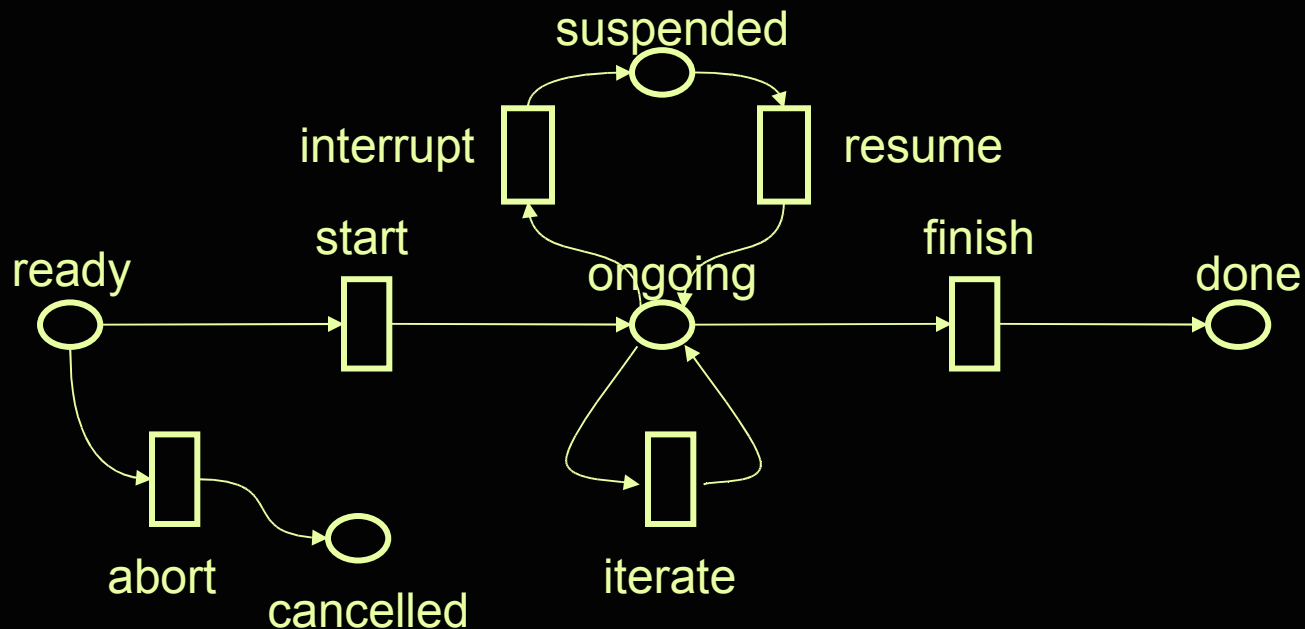 suspended
interrupt
resume
start
finish
ready
ongoing
done
abort
iterate
cancelled